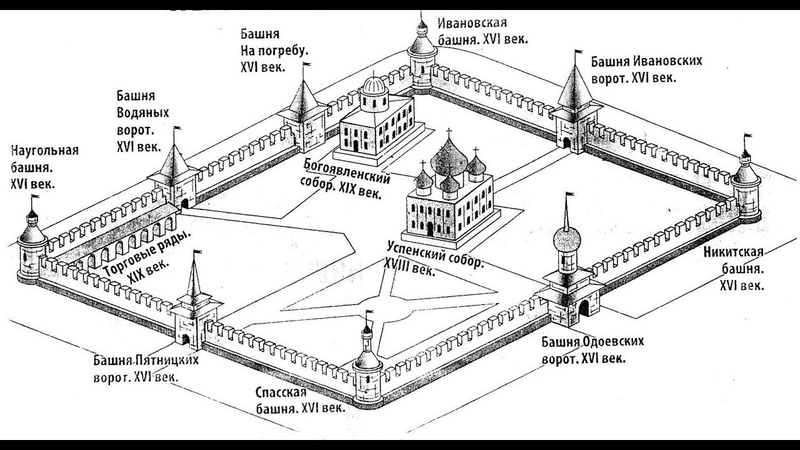 Ивановская
башня. XVI век.
Башня
На погребу.
XVI век.
Башня Ивановских
ворот. XVI век.
Башня
Водяных
ворот.
XVI век.
Наугольная
башня.
XVI век.
Богоявленский
собор. XIX век.
Торговые ряды.
XIX век.
Успенский собор.
XVIII век.
Никитская
башня.
XVI век.
Башня Одоевских
ворот. XVI век.
Башня Пятницких
ворот. XVI век.
Спасская
башня. XVI век.